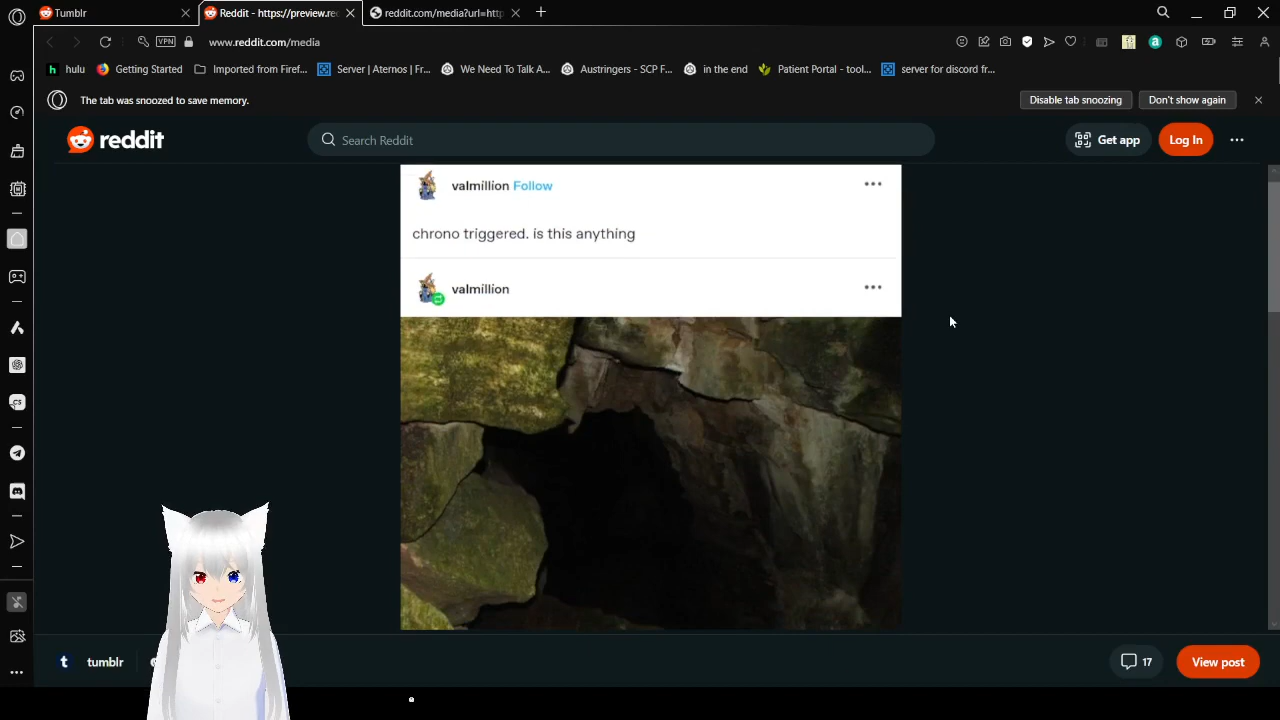 Tumblr
Reddit - https://preview.re
reddit.com/media?url=http
VPN
www.reddit.com/media
hulu
Getting Started
Imported from Firef...
Server | Aternos | Fr...
We Need To Talk A...
Austringers - SCP F...
in the end
Patient Portal - tool...
server for discord fr...
The tab was snoozed to save memory.
Disable tab snoozing
Don't show again
reddit
Search Reddit
Get app
Log In
valmillion Follow
chrono triggered. is this anything
valmillion
tumblr
17
View post